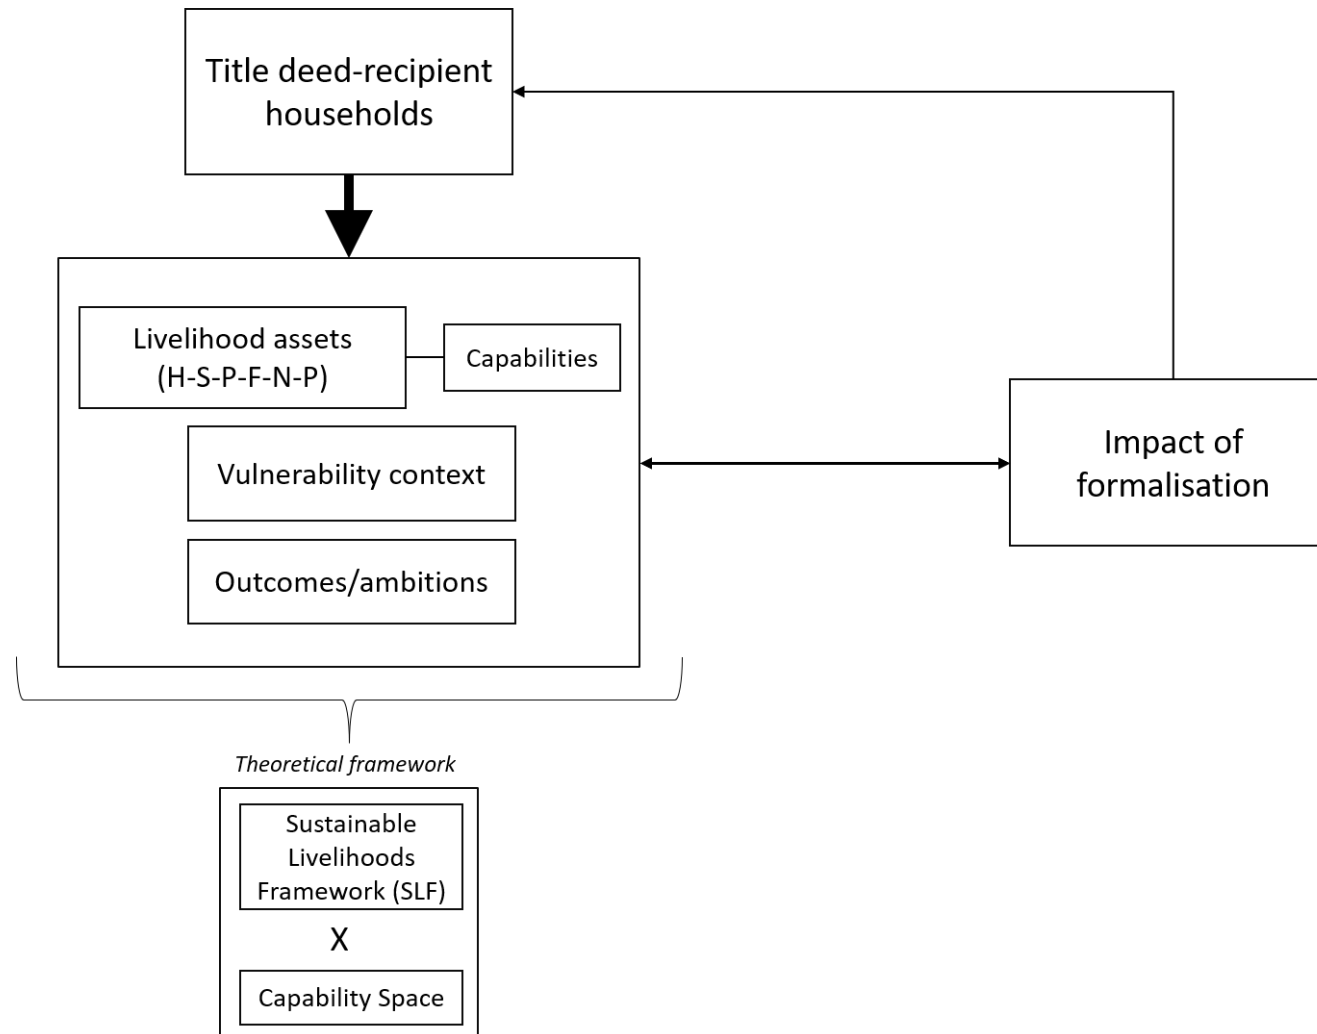 Title deed-recipient
households
Livelihood assets
(H-S-P-F-N-P)
Capabilities
Vulnerability context
Outcomes/ambitions
Impact of
formalisation
Theoretical framework
Sustainable
Livelihoods
Framework (SLF)
X
Capability Space